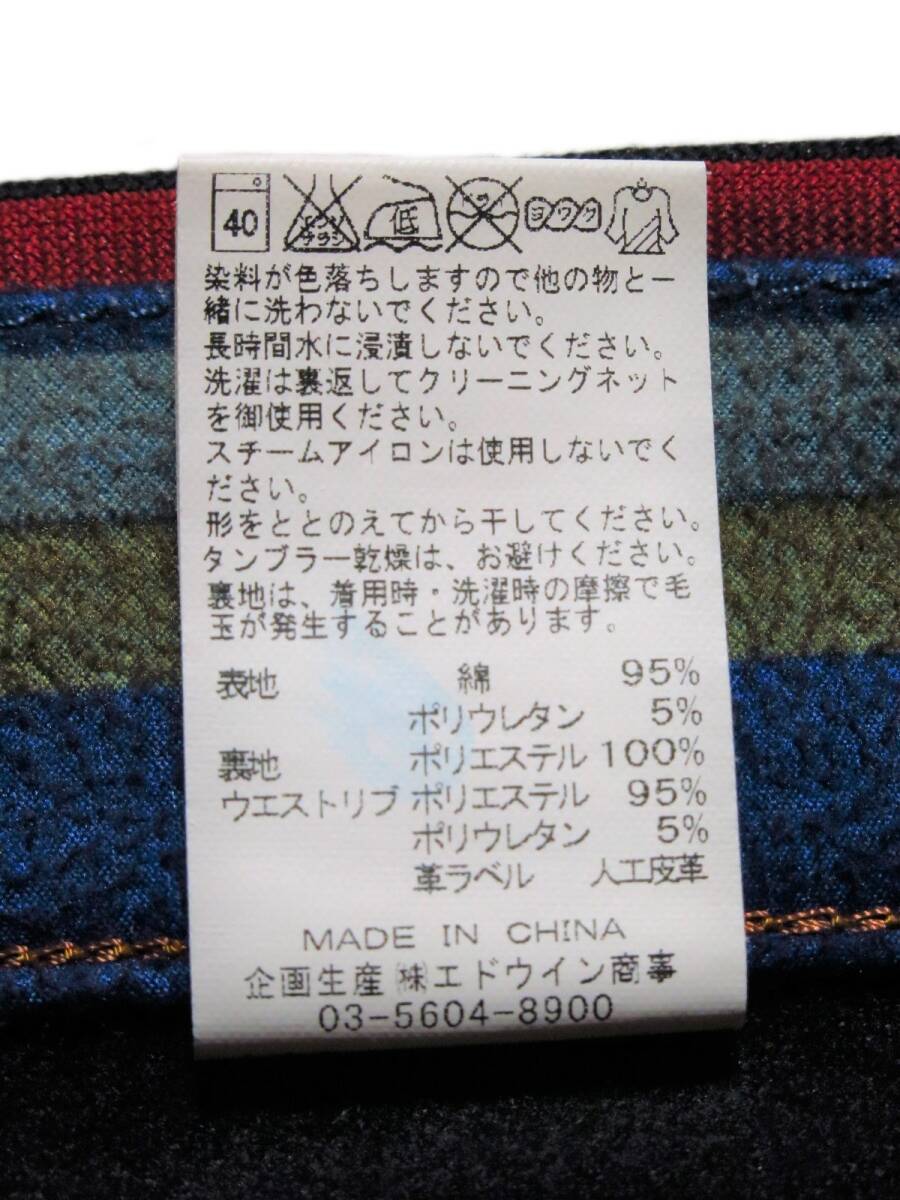 40 エンソ サラシ 低 ドライ ヨワク
染料が色落ちしますので他の物と一
緒に洗わないでください。
長時間水に浸漬しないでください。
洗濯は裏返してクリーニングネット
を御使用ください。
スチームアイロンは使用しないでく
ださい。
形をととのえてから干してください。
タンブラー乾燥は、お避けください。
裏地は、着用時・洗濯時の摩擦で毛
玉が発生することがあります。
表地 綿 95%
ポリウレタン 5%
裏地 ポリエステル 100%
ウエストリブ ポリエステル 95%
ポリウレタン 5%
革ラベル 人工皮革
MADE IN CHINA
企画生産 ㈱エドウイン商事
03-5604-8900